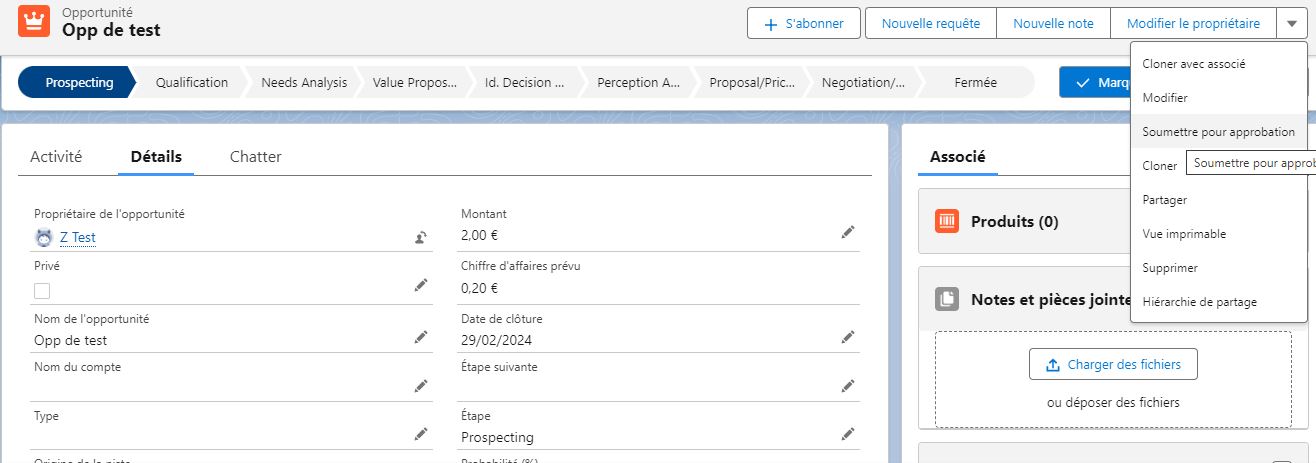 Opportunité
Opp de test
S'abonner
Nouvelle requête
Nouvelle note
Modifier le propriétaire
Prospecting
Qualification
Needs Analysis
Value Propos...
Id. Decision ...
Perception A...
Proposal/Pric...
Negotiation/...
Fermée
Marqu
Cloner avec associé
Modifier
Soumettre pour approbation
Cloner
Soumettre pour approb
Partager
Vue imprimable
Supprimer
Hiérarchie de partage
Activité
Détails
Chatter
Propriétaire de l'opportunité
Z Test
Montant
2,00 €
Privé
Chiffre d'affaires prévu
0,20 €
Nom de l'opportunité
Opp de test
Date de clôture
29/02/2024
Nom du compte
Étape suivante
Type
Étape
Prospecting
Origine de la piste
Probabilité (%)
Associé
Produits (0)
Notes et pièces jointe
Charger des fichiers
ou déposer des fichiers